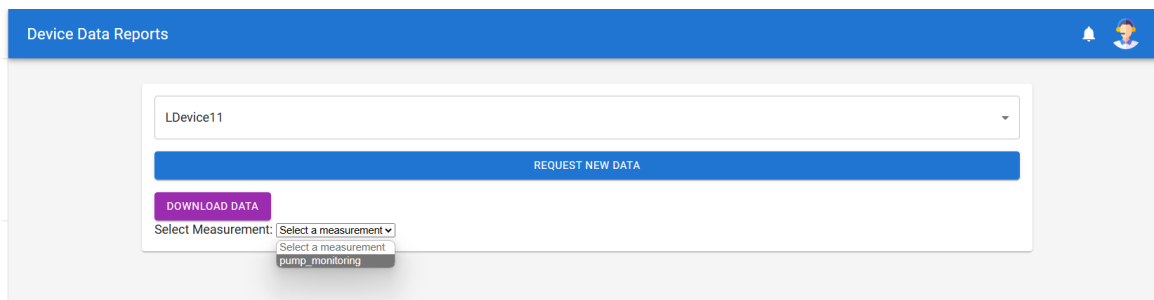 Device Data Reports
LDevice11
REQUEST NEW DATA
DOWNLOAD DATA
Select Measurement: Select a measurement
Select a measurement
pump_monitoring